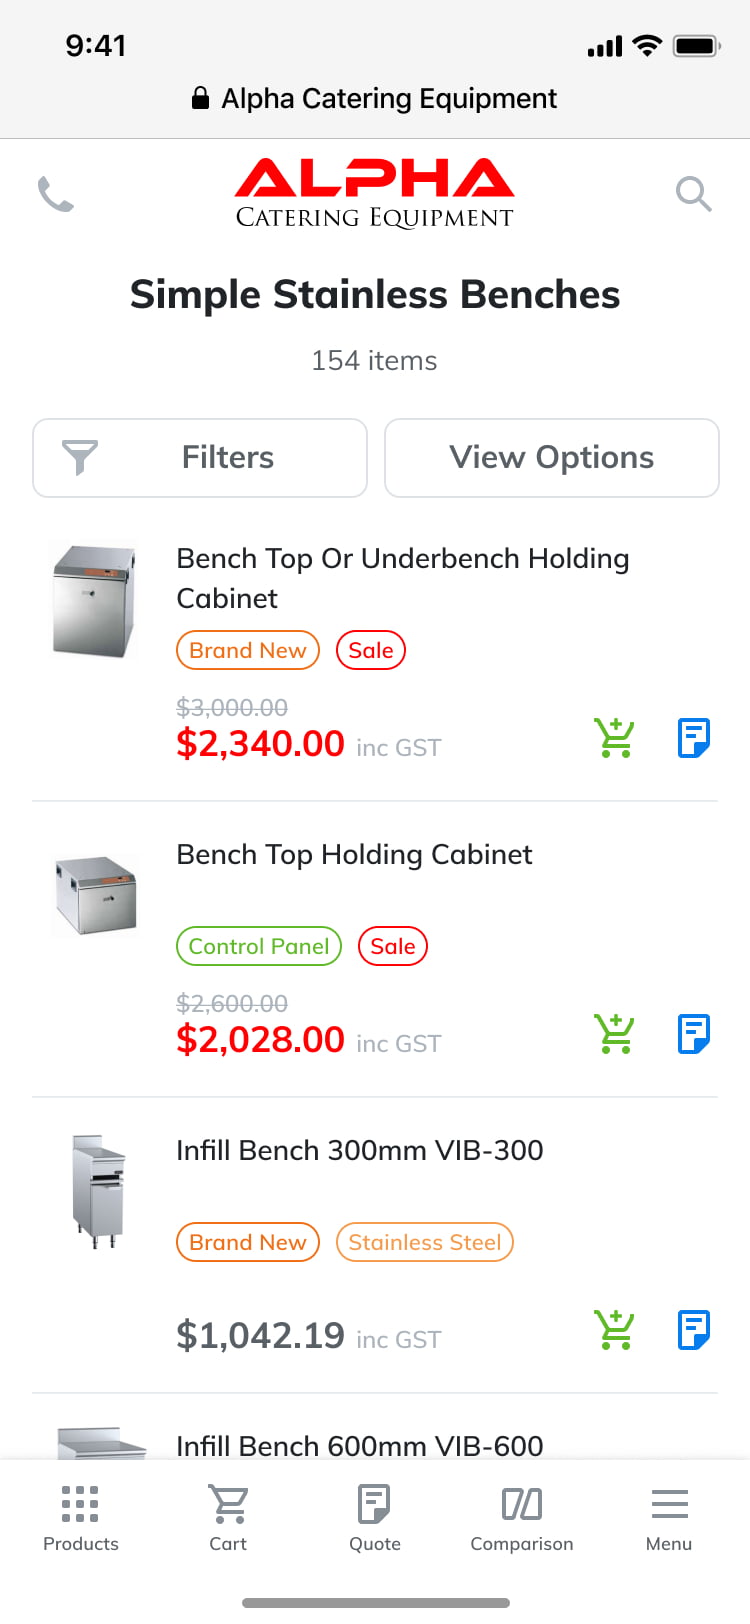 9:41
Alpha Catering Equipment
ALPHA
CATERING EQUIPMENT
Simple Stainless Benches
154 items
Filters
View Options
Bench Top Or Underbench Holding
Cabinet
Brand New
Sale
$3,000.00
$2,340.00 inc GST
Bench Top Holding Cabinet
Control Panel
Sale
$2,600.00
$2,028.00 inc GST
Infill Bench 300mm VIB-300
Brand New
Stainless Steel
$1,042.19 inc GST
Infill Bench 600mm VIB-600
Products
Cart
Quote
Comparison
Menu